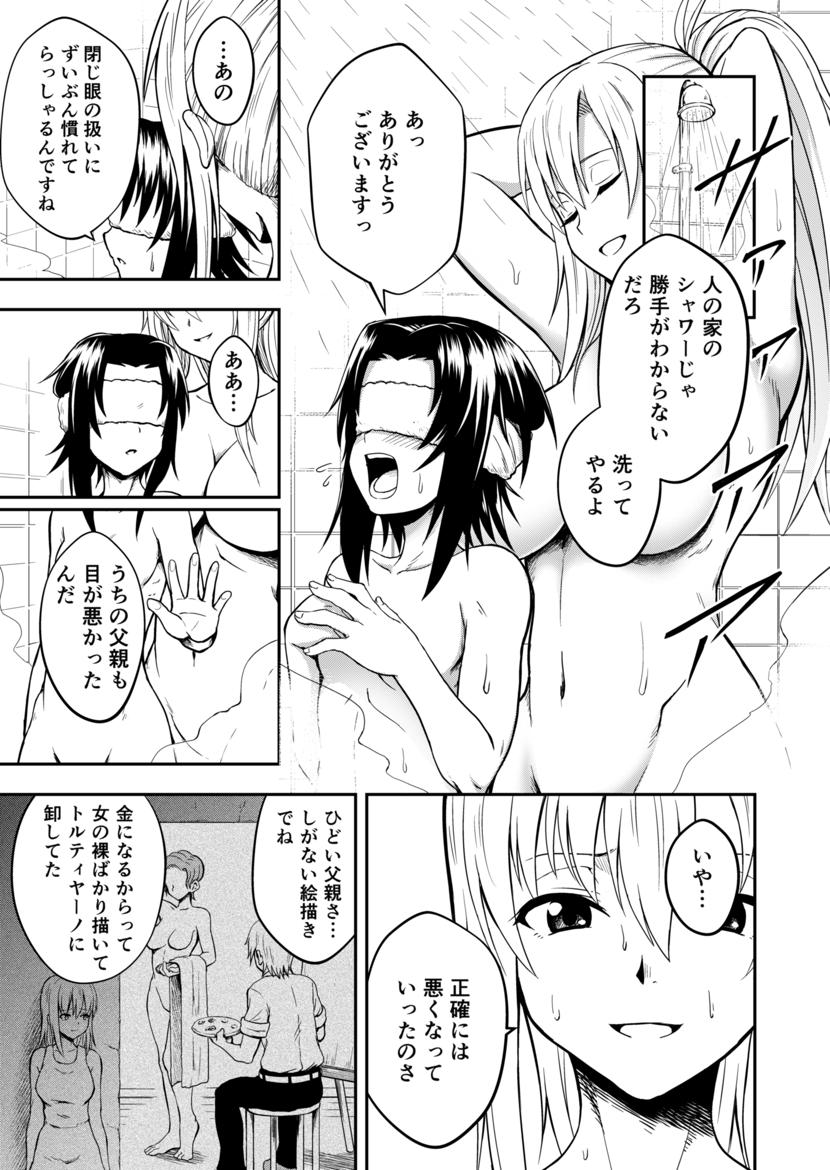 人の家の
シャワーじゃ
勝手がわからない
だろ
洗って
やるよ
あっ
ありがとう
ございますっ
…あの
閉じ眼の扱いに
ずいぶん慣れて
らっしゃるんですね
ああ…
うちの父親も
目が悪かった
んだ
いや…
正確には
悪くなって
いったのさ
ひどい父親さ…
しがない絵描き
でね
金になるからって
女の裸ばかり描いて
トルティヤーノに
卸してた